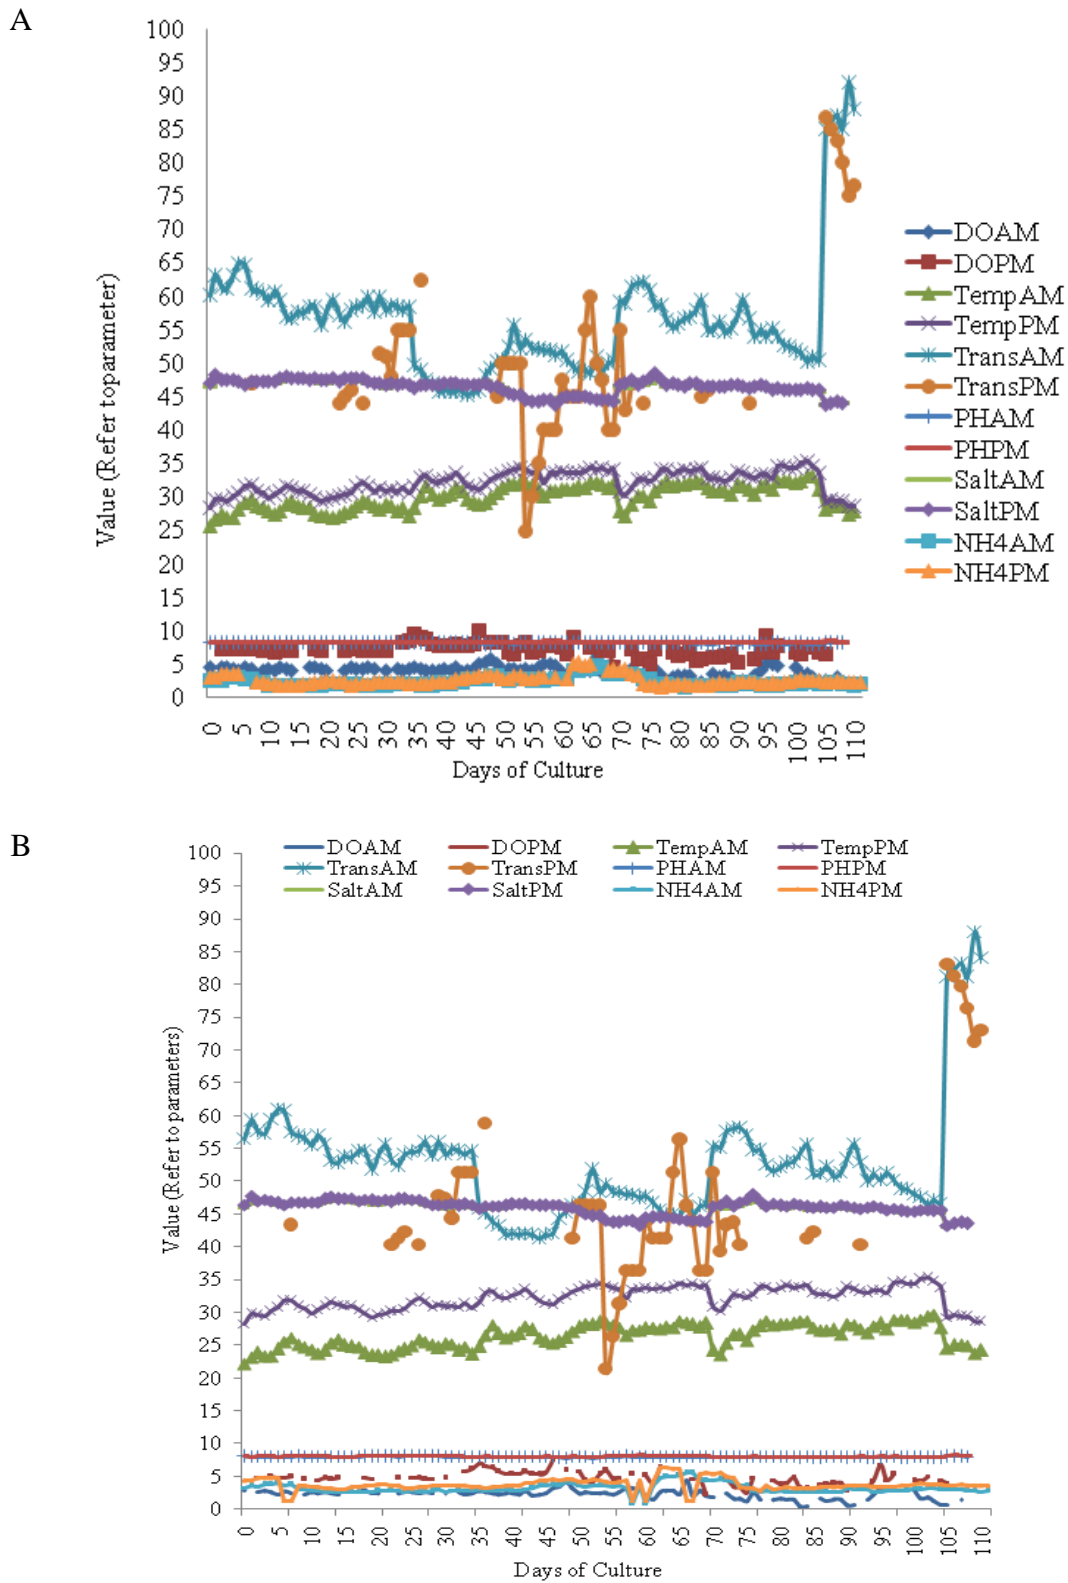 A
100
95
90
85
80
75
70
65
60
55
50
45
40
35
30
25
20
15
10
5
0
Value (Refer toparameter)
0 5 10 15 20 25 30 35 40 45 50 55 60 65 70 75 80 85 90 95 100 105 110
Days of Culture
DOAM
DOPM
TempAM
TempPM
TransAM
TransPM
PHAM
PHPM
SaltAM
SaltPM
NH4AM
NH4PM
B
DOAM DOPM TempAM TempPM
TransAM TransPM PHAM PHPM
SaltAM SaltPM NH4AM NH4PM
100
95
90
85
80
75
70
65
60
55
50
45
40
35
30
25
20
15
10
5
0
Value (Refer to parameters)
0 5 10 15 20 25 30 35 40 45 50 55 60 65 70 75 80 85 90 95 100 105 110
Days of Culture